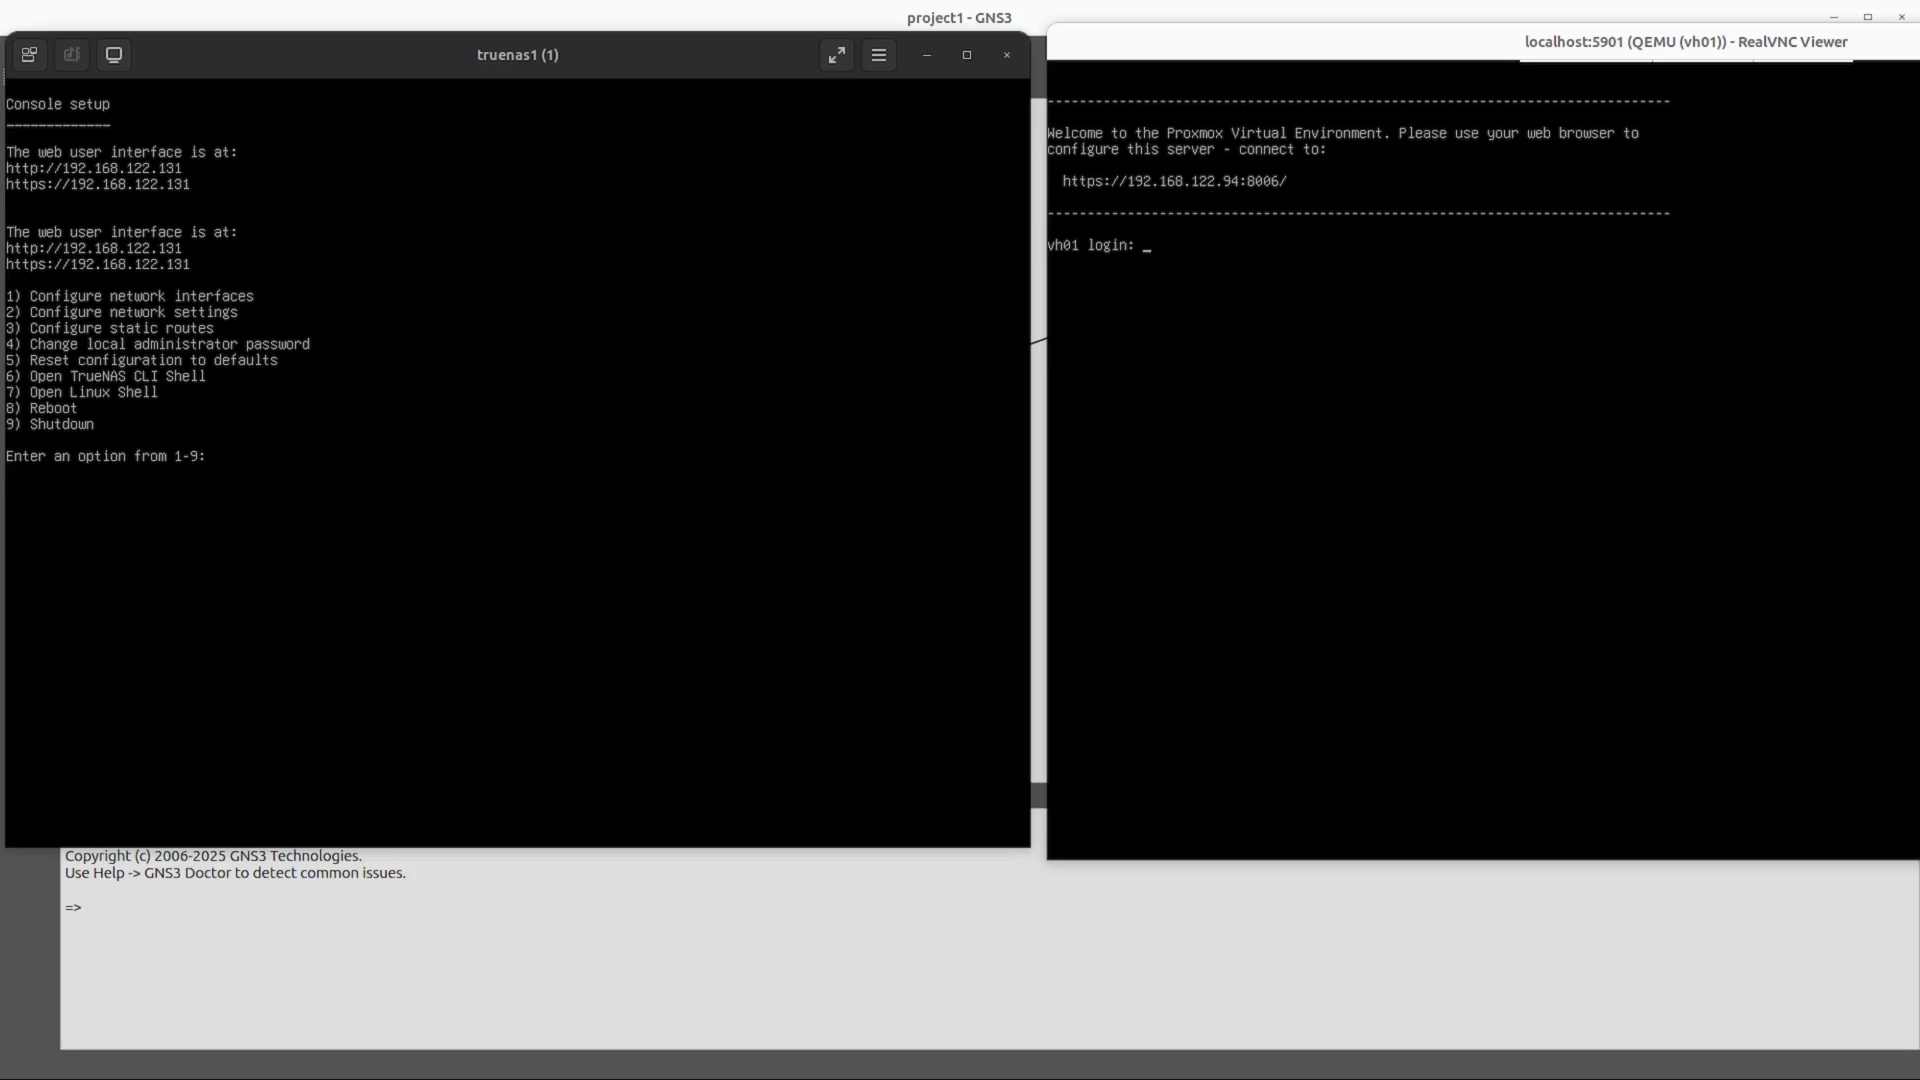 project1 - GNS3
truenas1 (1)
localhost:5901 (QEMU (vh01)) - RealVNC Viewer
Console setup
-------------
The web user interface is at:
http://192.168.122.131
https://192.168.122.131
The web user interface is at:
http://192.168.122.131
https://192.168.122.131
1) Configure network interfaces
2) Configure network settings
3) Configure static routes
4) Change local administrator password
5) Reset configuration to defaults
6) Open TrueNAS CLI Shell
7) Open Linux Shell
8) Reboot
9) Shutdown
Enter an option from 1-9:
------------------------------------------------------------------------------
Welcome to the Proxmox Virtual Environment. Please use your web browser to
configure this server - connect to:
https://192.168.122.94:8006/
------------------------------------------------------------------------------
vh01 login: _
Copyright (c) 2006-2025 GNS3 Technologies.
Use Help -> GNS3 Doctor to detect common issues.
=>